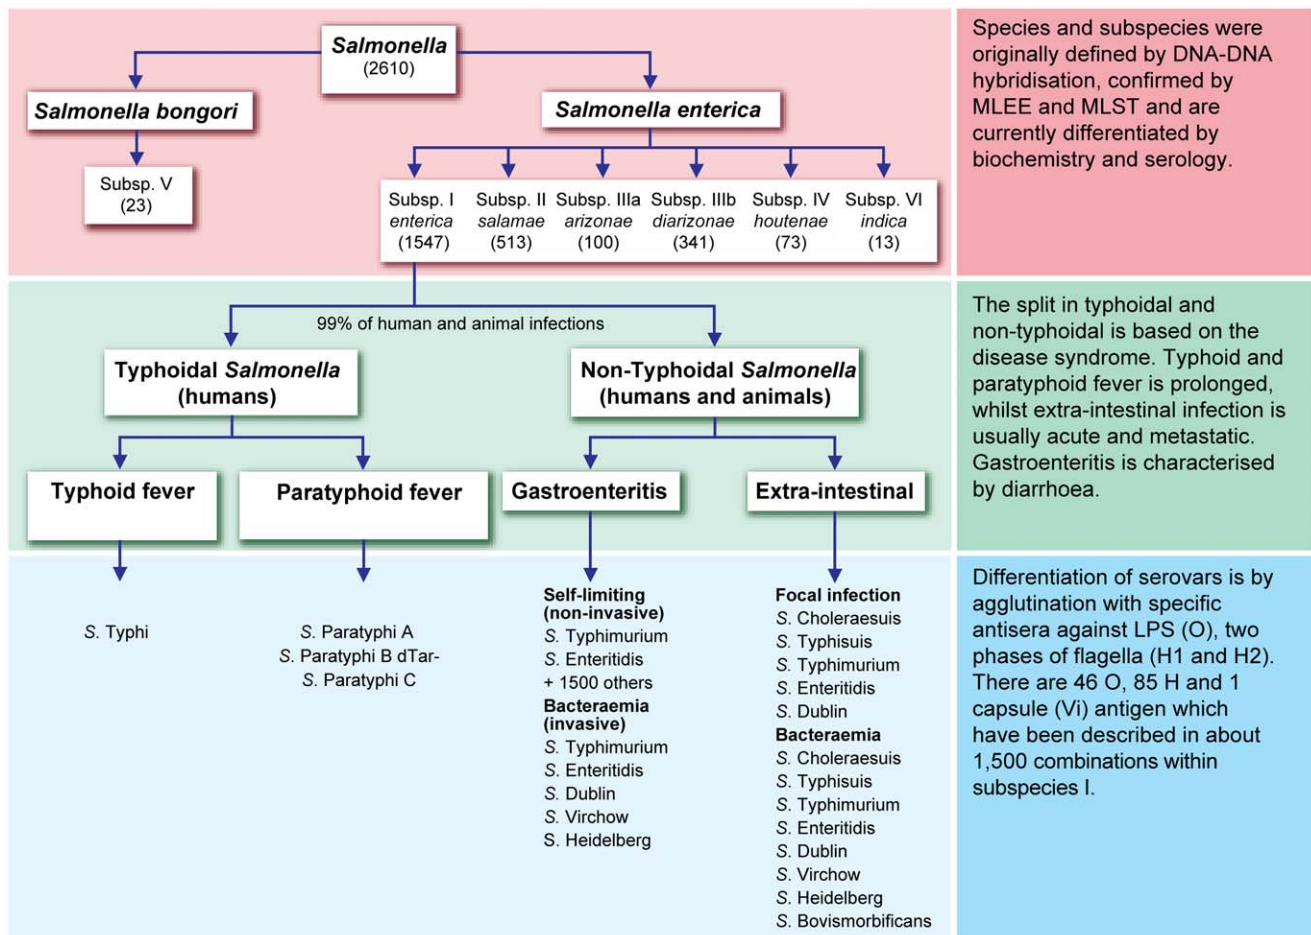 Salmonella
(2610)
Salmonella bongori
Salmonella enterica
Subsp. V
(23)
Subsp. I
enterica
(1547)
Subsp. II
salamae
(513)
Subsp. IIIa
arizonae
(100)
Subsp. IIIb
diarizonae
(341)
Subsp. IV
houtenae
(73)
Subsp. VI
indica
(13)
Species and subspecies were
originally defined by DNA-DNA
hybridisation, confirmed by
MLEE and MLST and are
currently differentiated by
biochemistry and serology.
99% of human and animal infections
Typhoidal Salmonella
(humans)
Non-Typhoidal Salmonella
(humans and animals)
Typhoid fever
Paratyphoid fever
Gastroenteritis
Extra-intestinal
The split in typhoidal and
non-typhoidal is based on the
disease syndrome. Typhoid and
paratyphoid fever is prolonged,
whilst extra-intestinal infection is
usually acute and metastatic.
Gastroenteritis is characterised
by diarrhoea.
S. Typhi
S. Paratyphi A
S. Paratyphi B dTar-
S. Paratyphi C
Self-limiting
(non-invasive)
S. Typhimurium
S. Enteritidis
+ 1500 others
Bacteraemia
(invasive)
S. Typhimurium
S. Enteritidis
S. Dublin
S. Virchow
S. Heidelberg
Focal infection
S. Choleraesuis
S. Typhisuis
S. Typhimurium
S. Enteritidis
S. Dublin
Bacteraemia
S. Choleraesuis
S. Typhisuis
S. Typhimurium
S. Enteritidis
S. Dublin
S. Virchow
S. Heidelberg
S. Bovismorbificans
Differentiation of serovars is by
agglutination with specific
antisera against LPS (O), two
phases of flagella (H1 and H2).
There are 46 O, 85 H and 1
capsule (Vi) antigen which
have been described in about
1,500 combinations within
subspecies I.